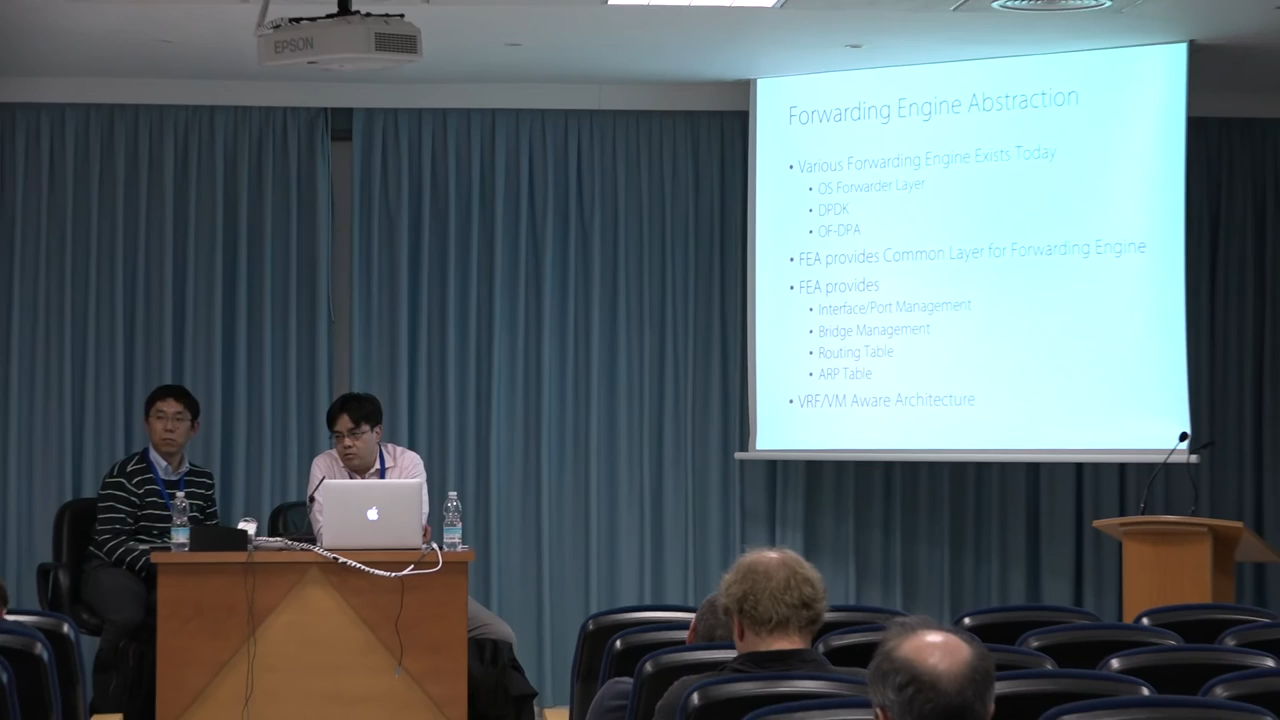 EPSON
Forwarding Engine Abstraction
• Various Forwarding Engine Exists Today
• OS Forwarder Layer
• DPDK
• OF-DPA
• FEA provides Common Layer for Forwarding Engine
• FEA provides
• Interface/Port Management
• Bridge Management
• Routing Table
• ARP Table
• VRF/VM Aware Architecture